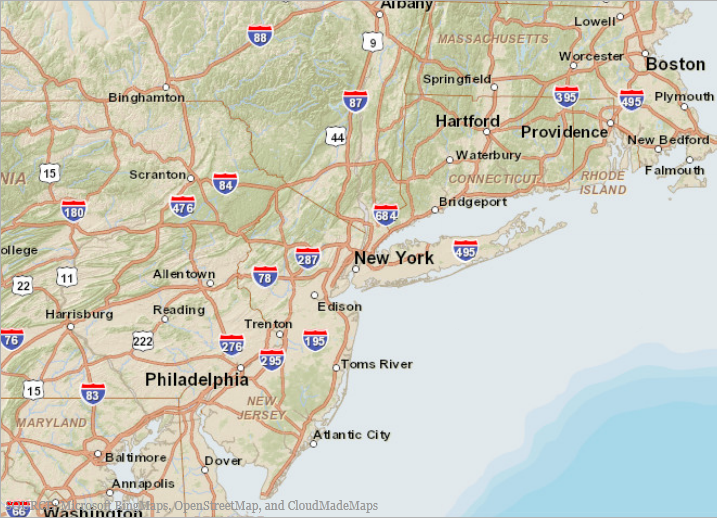 Albany
88
9
Lowell
MASSACHUSETTS
Worcester
Boston
Springfield
Binghamton
87
395
495
Plymouth
Hartford
Providence
44
New Bedford
Waterbury
15
Scranton
84
Falmouth
NIA
CONNECTICUT
RHODE
ISLAND
180
476
684
Bridgeport
ollege
287
New York
495
22
11
Allentown
78
Harrisburg
Reading
Edison
Trenton
76
222
276
195
295
Toms River
Philadelphia
15
83
NEW
JERSEY
MARYLAND
Atlantic City
Baltimore
Dover
Annapolis
66
Microsoft BingMaps, OpenStreetMap, and CloudMadeMaps
Washington